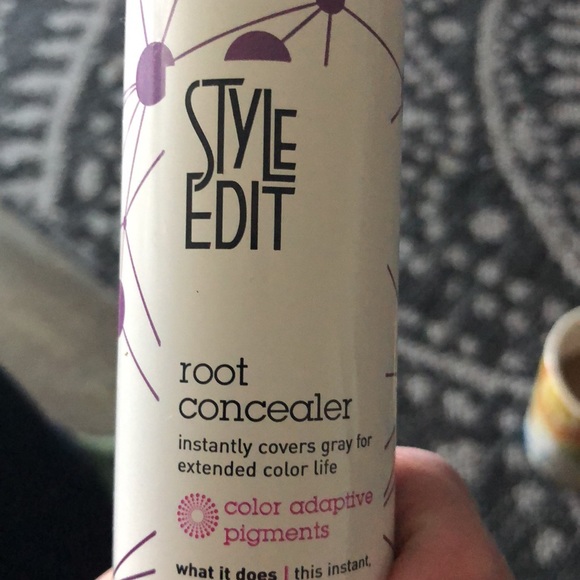 STYLE
EDIT
root
concealer
instantly covers gray for
extended color life
color adaptive
pigments
what it does | this instant,